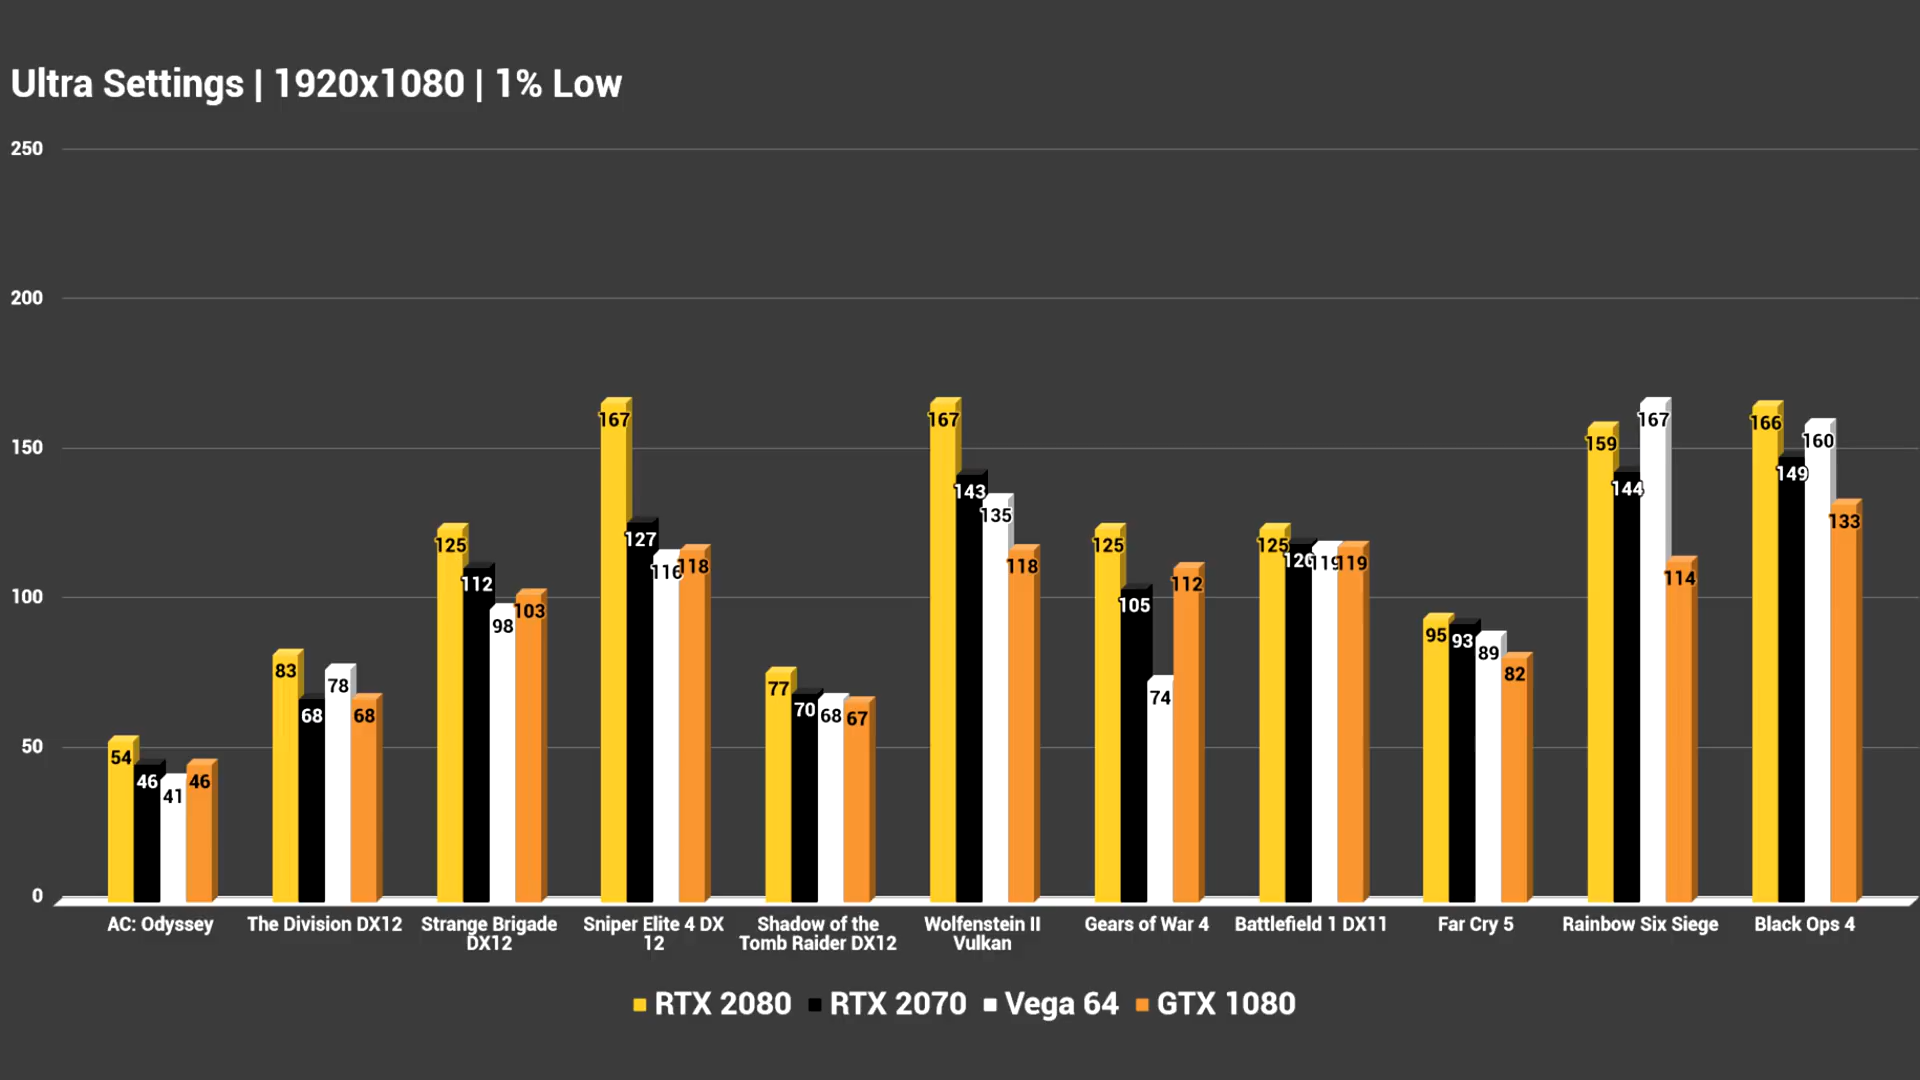 Ultra Settings | 1920x1080 | 1% Low
250
200
150
100
50
0
54 46 41 46
83 68 78 68
125 112 98 103
167 127 116 118
77 70 68 67
167 143 135 118
125 105 74 112
125 120 119 119
95 93 89 82
159 144 167 114
166 149 160 133
AC: Odyssey
The Division DX12
Strange Brigade
DX12
Sniper Elite 4 DX
12
Shadow of the
Tomb Raider DX12
Wolfenstein II
Vulkan
Gears of War 4
Battlefield 1 DX11
Far Cry 5
Rainbow Six Siege
Black Ops 4
RTX 2080 RTX 2070 Vega 64 GTX 1080